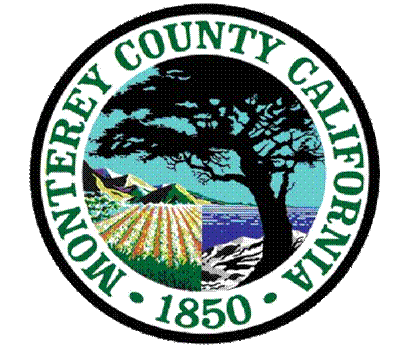 MONTEREY COUNTY CALIFORNIA
• 1850 •